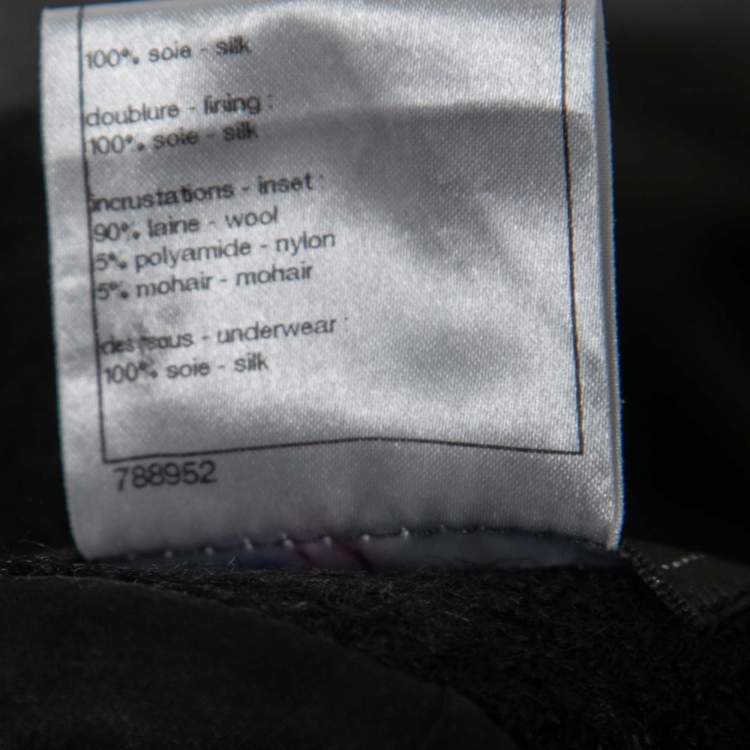 100% soie - silk
doublure - lining :
100% soie - silk
incrustations - inset :
90% laine - wool
5% polyamide - nylon
5% mohair - mohair
dessous - underwear :
100% soie - silk
788952